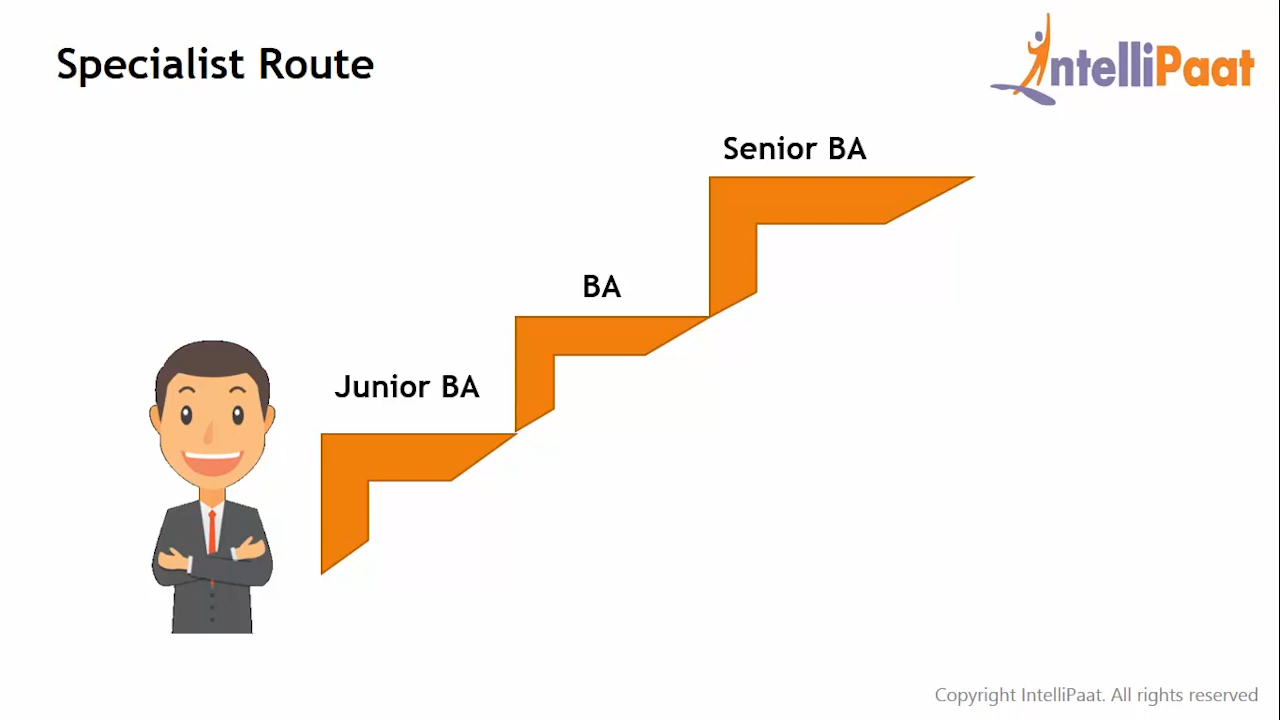 Specialist Route
IntelliPaat
Senior BA
BA
Junior BA
Copyright IntelliPaat. All rights reserved